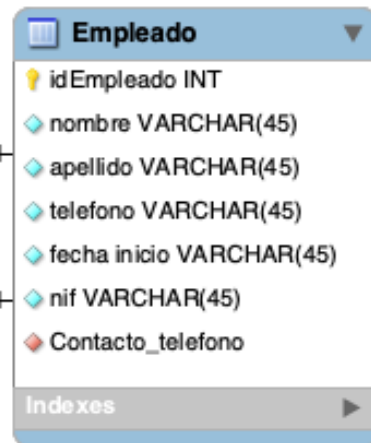 Empleado
idEmpleado INT
nombre VARCHAR(45)
apellido VARCHAR(45)
telefono VARCHAR(45)
fecha inicio VARCHAR(45)
nif VARCHAR(45)
Contacto_telefono
Indexes